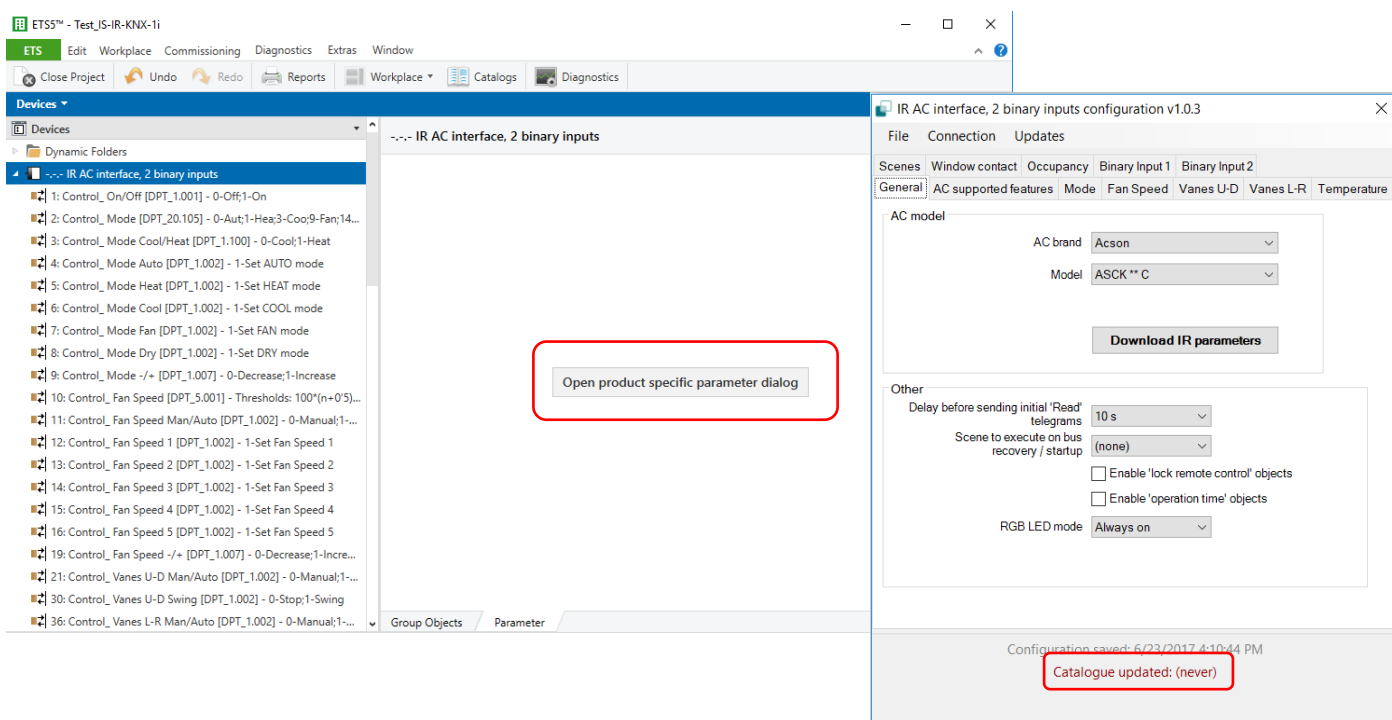 ETS5™ - Test_IS-IR-KNX-1i
ETS Edit Workplace Commissioning Diagnostics Extras Window
Close Project Undo Redo Reports Workplace Catalogs Diagnostics
Devices
Devices
Dynamic Folders
-.-.- IR AC interface, 2 binary inputs
1: Control_ On/Off [DPT_1.001] - 0-Off;1-On
2: Control_ Mode [DPT_20.105] - 0-Aut;1-Hea;3-Coo;9-Fan;14...
3: Control_ Mode Cool/Heat [DPT_1.100] - 0-Cool;1-Heat
4: Control_ Mode Auto [DPT_1.002] - 1-Set AUTO mode
5: Control_ Mode Heat [DPT_1.002] - 1-Set HEAT mode
6: Control_ Mode Cool [DPT_1.002] - 1-Set COOL mode
7: Control_ Mode Fan [DPT_1.002] - 1-Set FAN mode
8: Control_ Mode Dry [DPT_1.002] - 1-Set DRY mode
9: Control_ Mode -/+ [DPT_1.007] - 0-Decrease;1-Increase
10: Control_ Fan Speed [DPT_5.001] - Thresholds: 100*(n+0'5)...
11: Control_ Fan Speed Man/Auto [DPT_1.002] - 0-Manual;1-...
12: Control_ Fan Speed 1 [DPT_1.002] - 1-Set Fan Speed 1
13: Control_ Fan Speed 2 [DPT_1.002] - 1-Set Fan Speed 2
14: Control_ Fan Speed 3 [DPT_1.002] - 1-Set Fan Speed 3
15: Control_ Fan Speed 4 [DPT_1.002] - 1-Set Fan Speed 4
16: Control_ Fan Speed 5 [DPT_1.002] - 1-Set Fan Speed 5
19: Control_ Fan Speed -/+ [DPT_1.007] - 0-Decrease;1-Incre...
21: Control_ Vanes U-D Man/Auto [DPT_1.002] - 0-Manual;1-...
30: Control_ Vanes U-D Swing [DPT_1.002] - 0-Stop;1-Swing
36: Control_ Vanes L-R Man/Auto [DPT_1.002] - 0-Manual;1-...
-.-.- IR AC interface, 2 binary inputs
Open product specific parameter dialog
Group Objects Parameter
IR AC interface, 2 binary inputs configuration v1.0.3
File Connection Updates
Scenes Window contact Occupancy Binary Input 1 Binary Input 2
General AC supported features Mode Fan Speed Vanes U-D Vanes L-R Temperature
AC model
AC brand Acson
Model ASCK ** C
Download IR parameters
Other
Delay before sending initial 'Read'
telegrams 10 s
Scene to execute on bus
recovery / startup (none)
Enable 'lock remote control' objects
Enable 'operation time' objects
RGB LED mode Always on
Configuration saved: 6/23/2017 4:10:44 PM
Catalogue updated: (never)